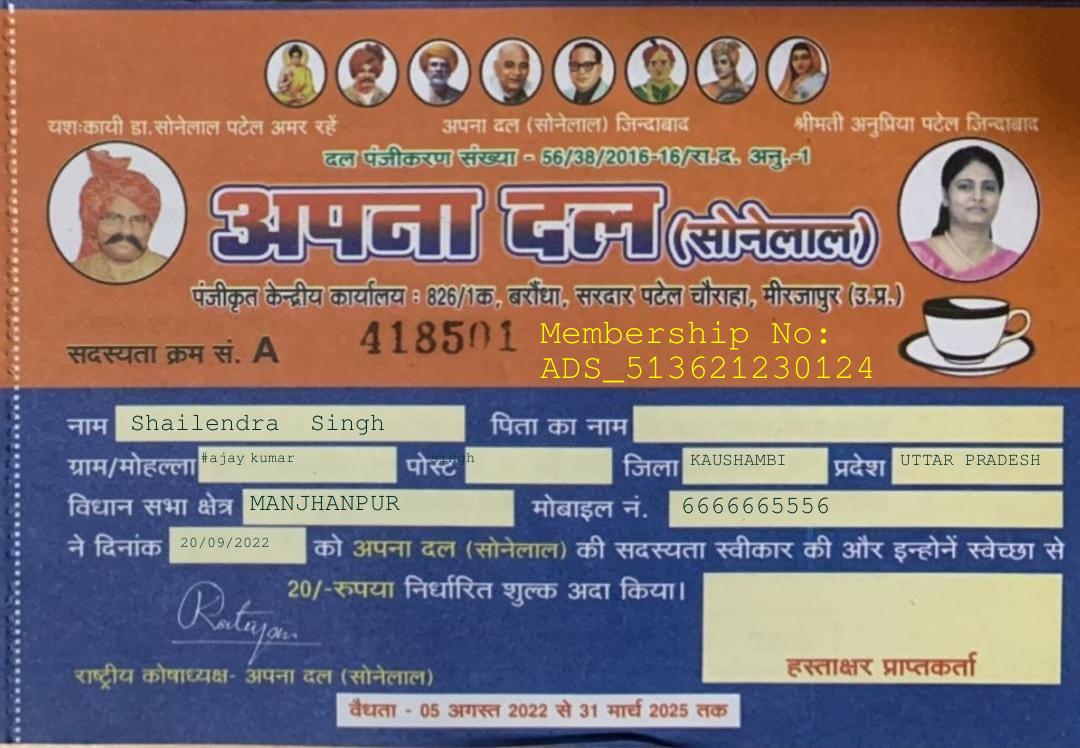 यशःकायी डा.सोनेलाल पटेल अमर रहें अपना दल (सोनेलाल) जिन्दाबाद श्रीमती अनुप्रिया पटेल जिन्दाबाद
दल पंजीकरण संख्या - 56/38/2016-16/रा.द. अनु.-1
अपना दल (सोनेलाल)
पंजीकृत केन्द्रीय कार्यालय : 826/1क, बरौंधा, सरदार पटेल चौराहा, मीरजापुर (उ.प्र.)
सदस्यता क्रम सं. A 418501 Membership No:
ADS_513621230124
नाम Shailendra Singh पिता का नाम
ग्राम/मोहल्ला #ajay kumar पोस्ट singh जिला KAUSHAMBI प्रदेश UTTAR PRADESH
विधान सभा क्षेत्र MANJHANPUR मोबाइल नं. 6666665556
ने दिनांक 20/09/2022 को अपना दल (सोनेलाल) की सदस्यता स्वीकार की और इन्होनें स्वेच्छा से
20/-रुपया निर्धारित शुल्क अदा किया।
राष्ट्रीय कोषाध्यक्ष- अपना दल (सोनेलाल)
हस्ताक्षर प्राप्तकर्ता
वैधता - 05 अगस्त 2022 से 31 मार्च 2025 तक